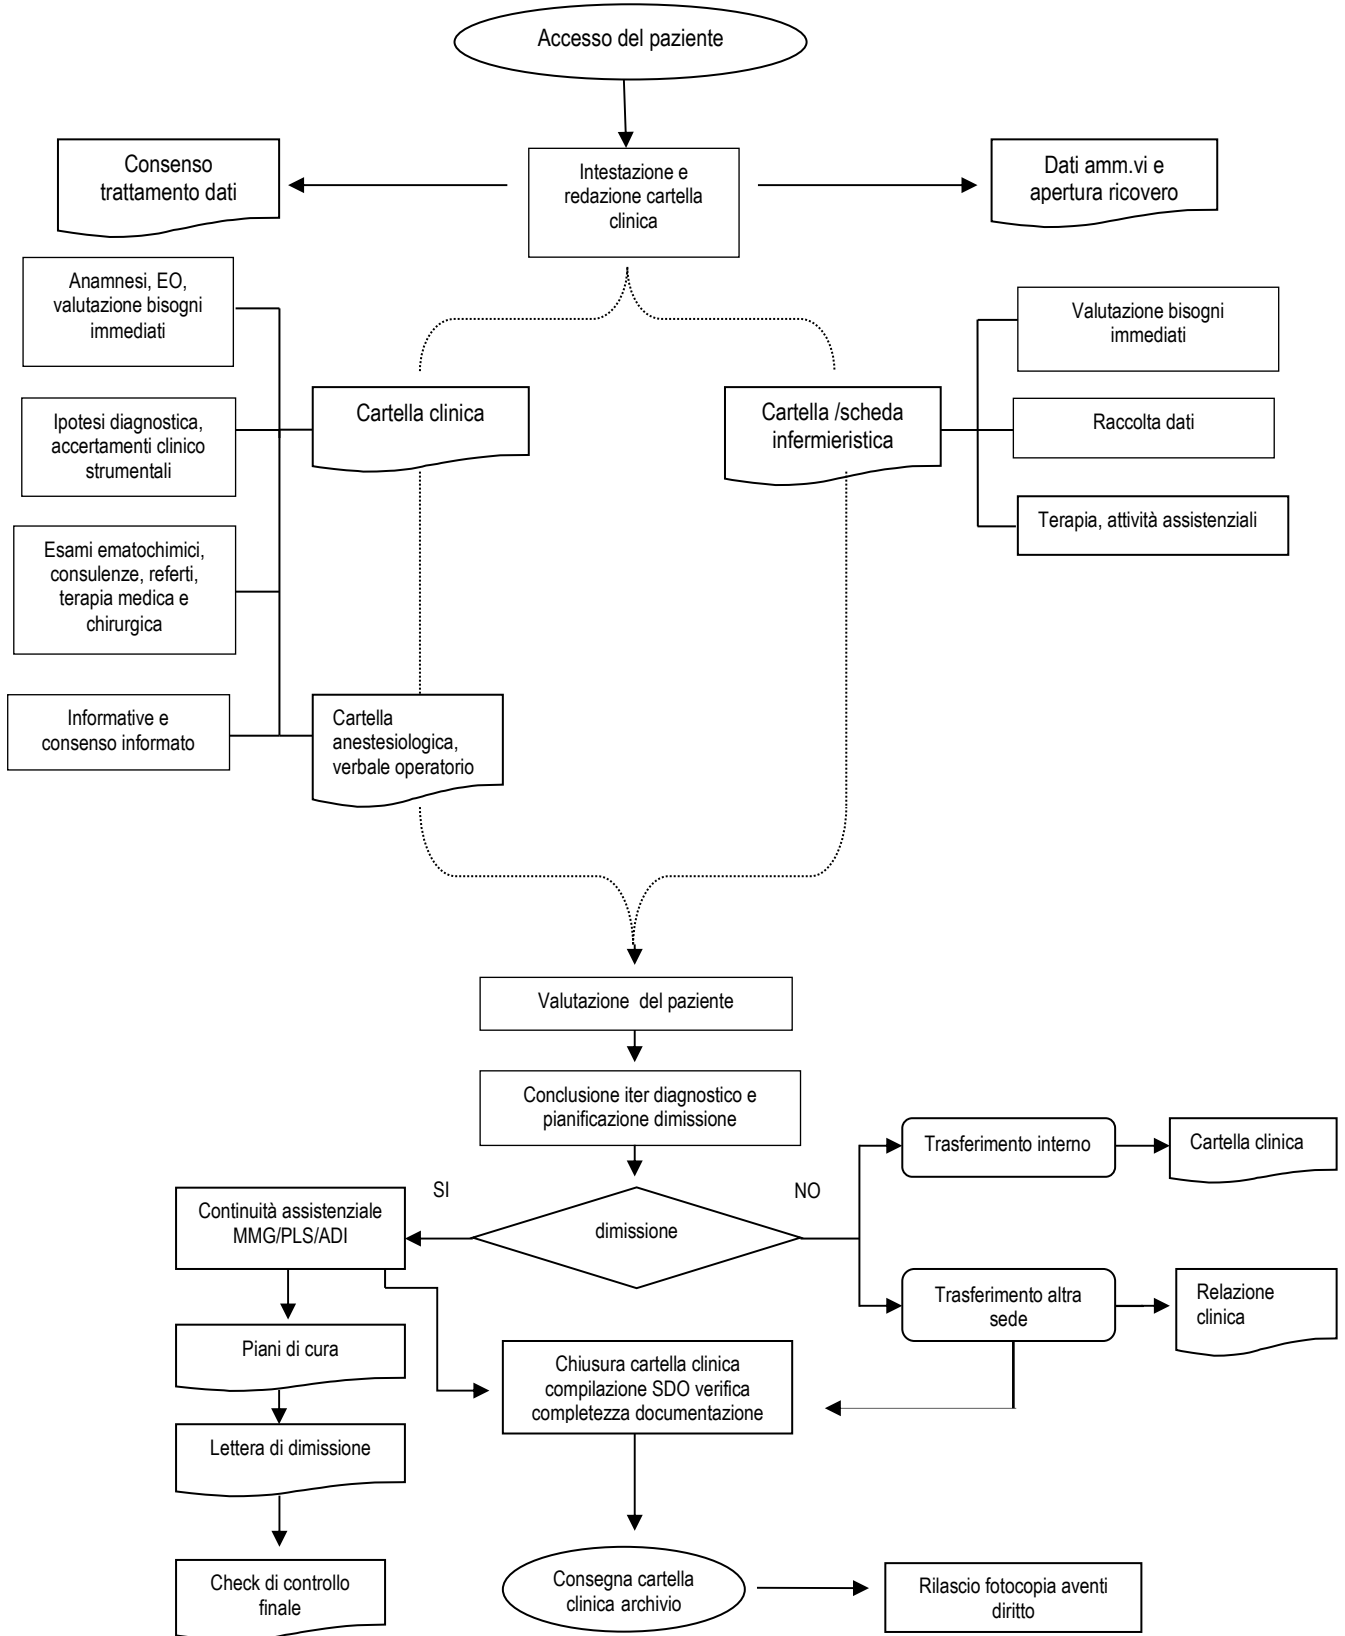 Accesso del paziente
Consenso
trattamento dati
Intestazione e
redazione cartella
clinica
Dati amm.vi e
apertura ricovero
Anamnesi, EO,
valutazione bisogni
immediati
Valutazione bisogni
immediati
Cartella clinica
Cartella /scheda
infermieristica
Ipotesi diagnostica,
accertamenti clinico
strumentali
Raccolta dati
Terapia, attività assistenziali
Esami ematochimici,
consulenze, referti,
terapia medica e
chirurgica
Informative e
consenso informato
Cartella
anestesiologica,
verbale operatorio
Valutazione  del paziente
Conclusione iter diagnostico e
pianificazione dimissione
Trasferimento interno
Cartella clinica
SI
NO
Continuità assistenziale
MMG/PLS/ADI
dimissione
Trasferimento altra
sede
Relazione
clinica
Piani di cura
Chiusura cartella clinica
compilazione SDO verifica
completezza documentazione
Lettera di dimissione
Check di controllo
finale
Consegna cartella
clinica archivio
Rilascio fotocopia aventi
diritto